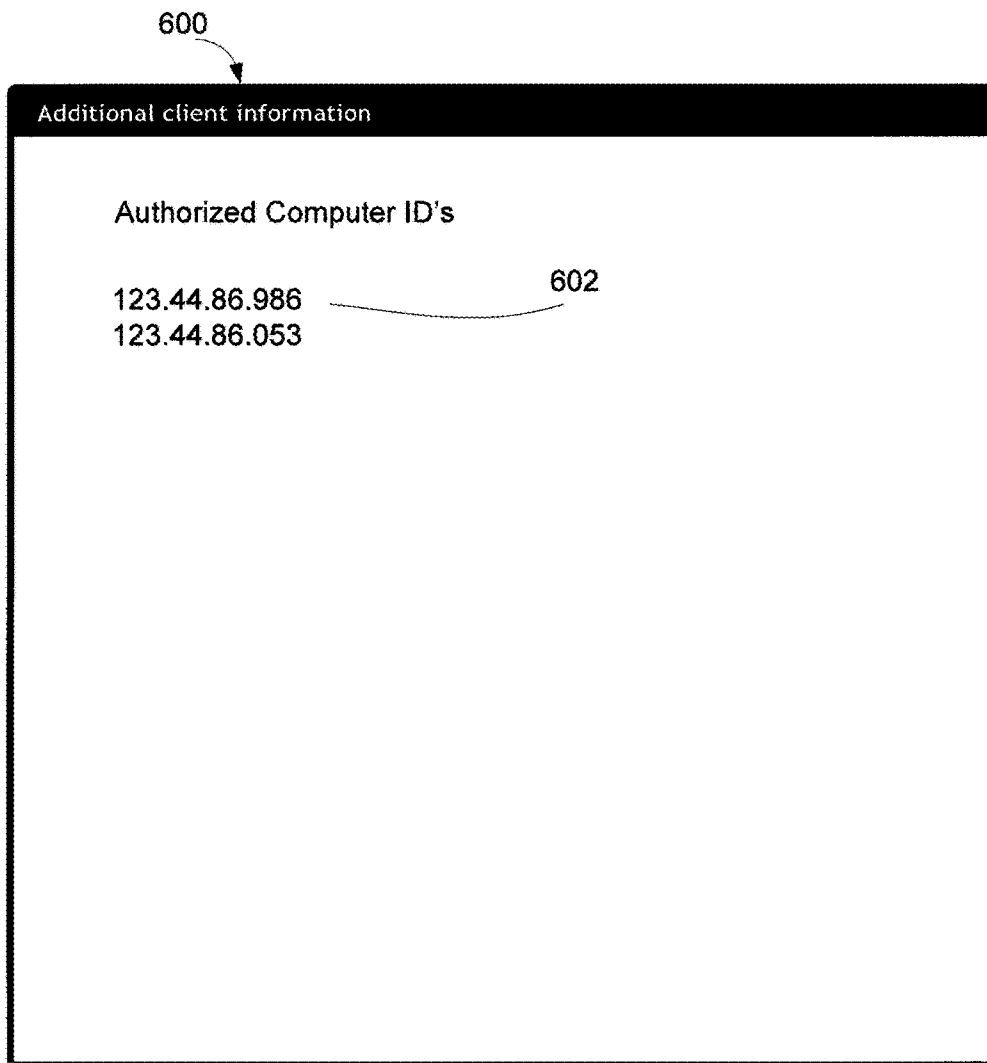 600
Additional client information
Authorized Computer ID's
602
123.44.86.986
123.44.86.053